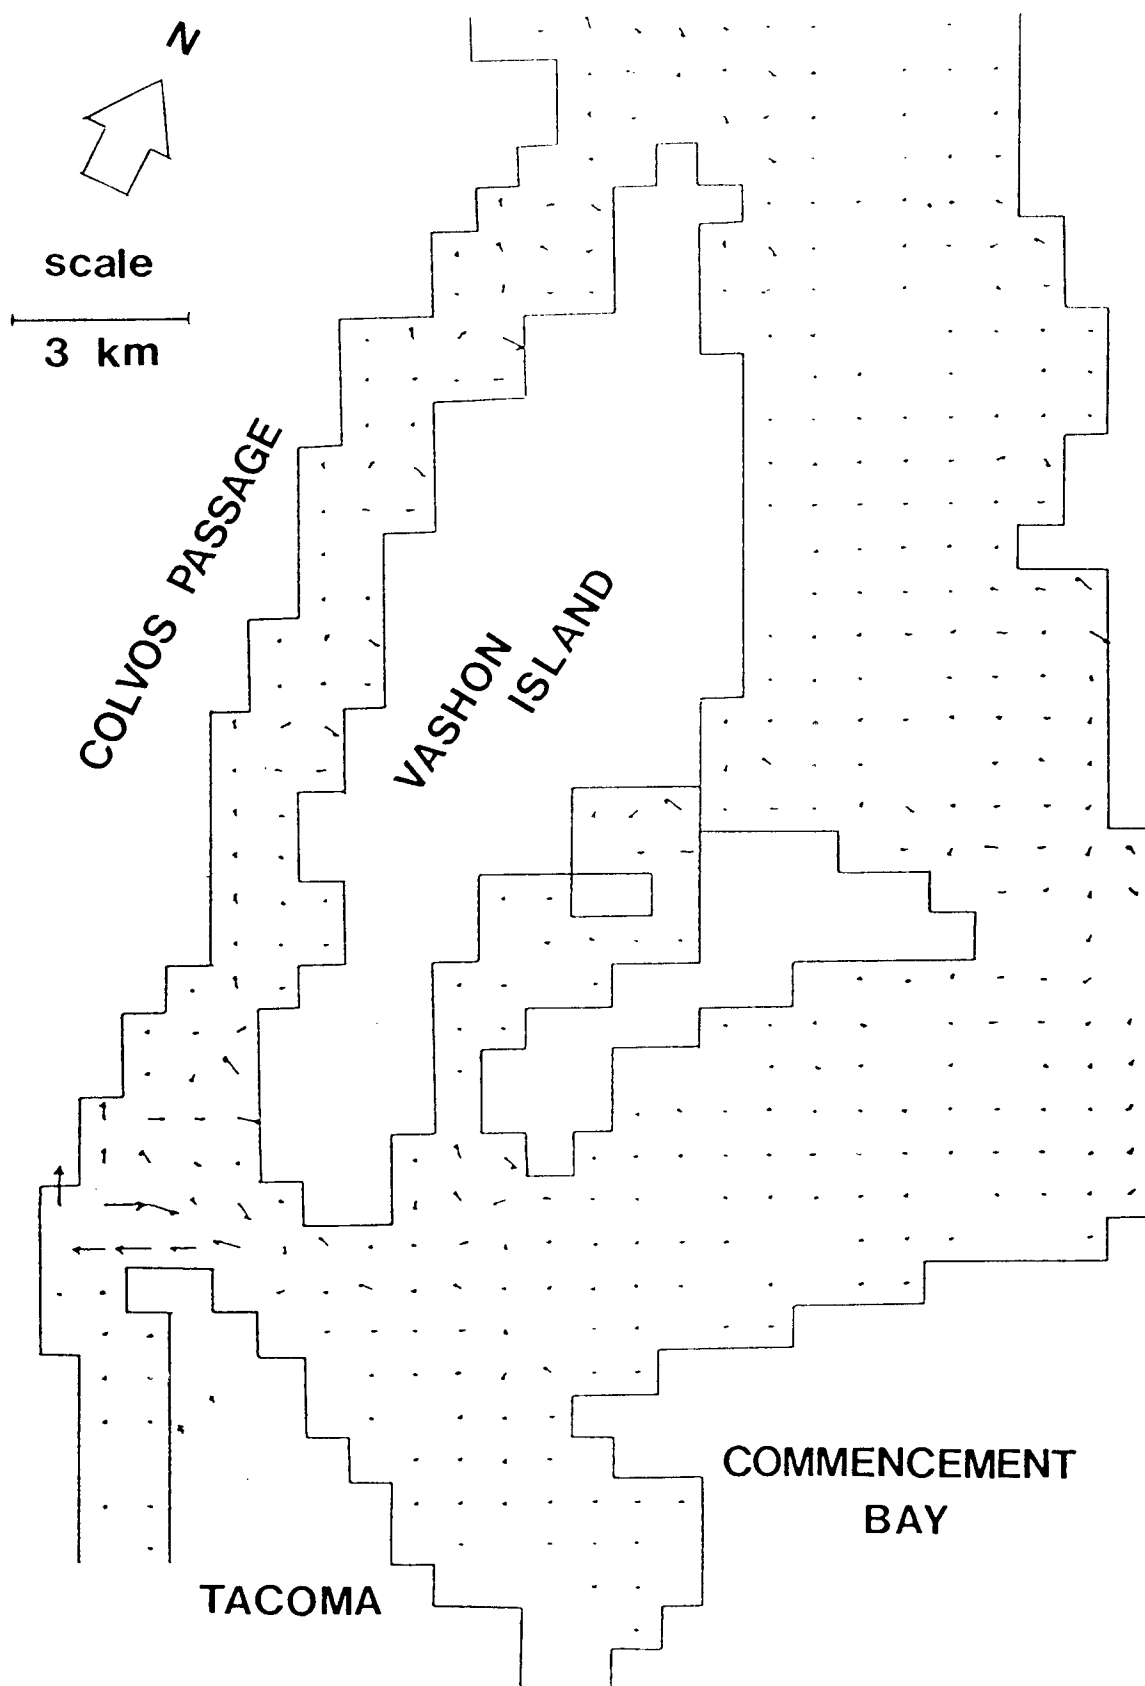 N
scale
3 km
COLVOS PASSAGE
VASHON
ISLAND
COMMENCEMENT
BAY
TACOMA